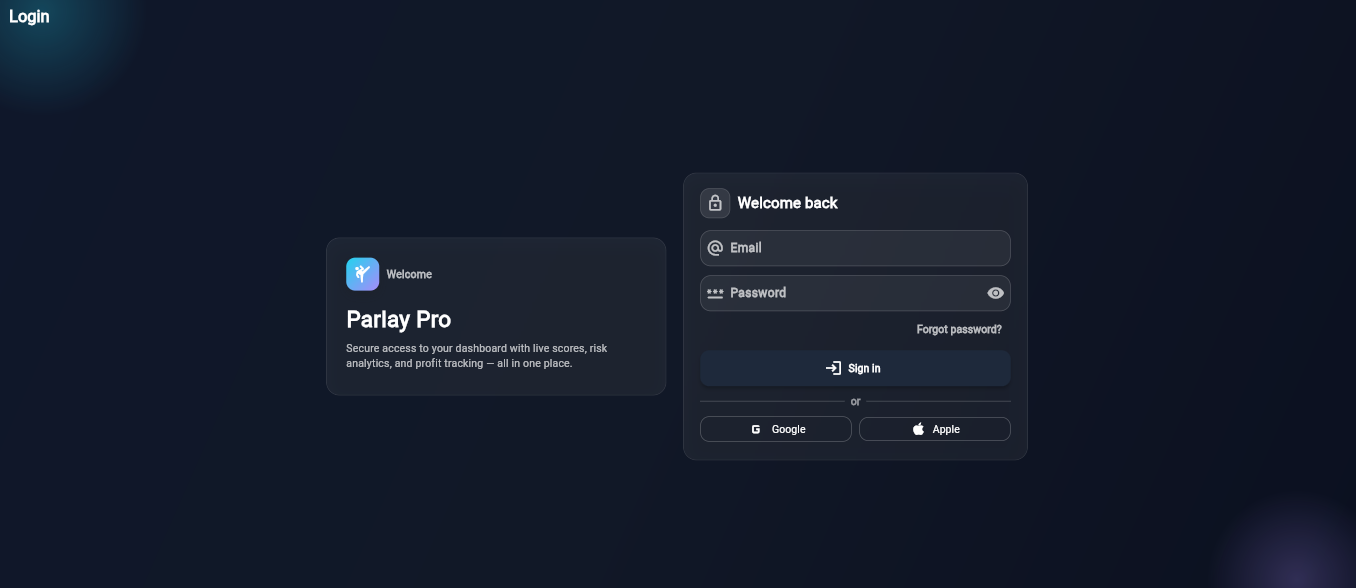 Login
Welcome
Parlay Pro
Secure access to your dashboard with live scores, risk
analytics, and profit tracking — all in one place.
Welcome back
Email
Password
Forgot password?
Sign in
or
G Google
Apple